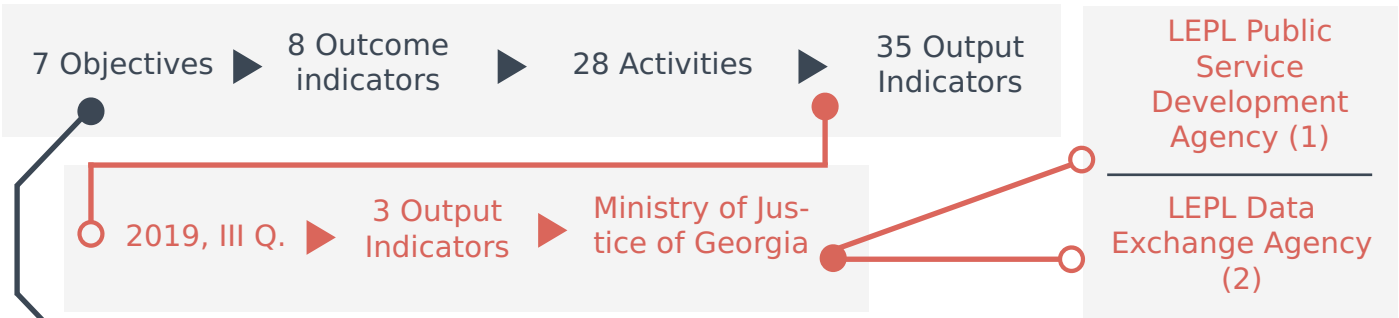 7 Objectives
8 Outcome
indicators
28 Activities
35 Output
Indicators
LEPL Public
Service
Development
Agency (1)
2019, III Q.
3 Output
Indicators
Ministry of Jus-
tice of Georgia
LEPL Data
Exchange Agency
(2)